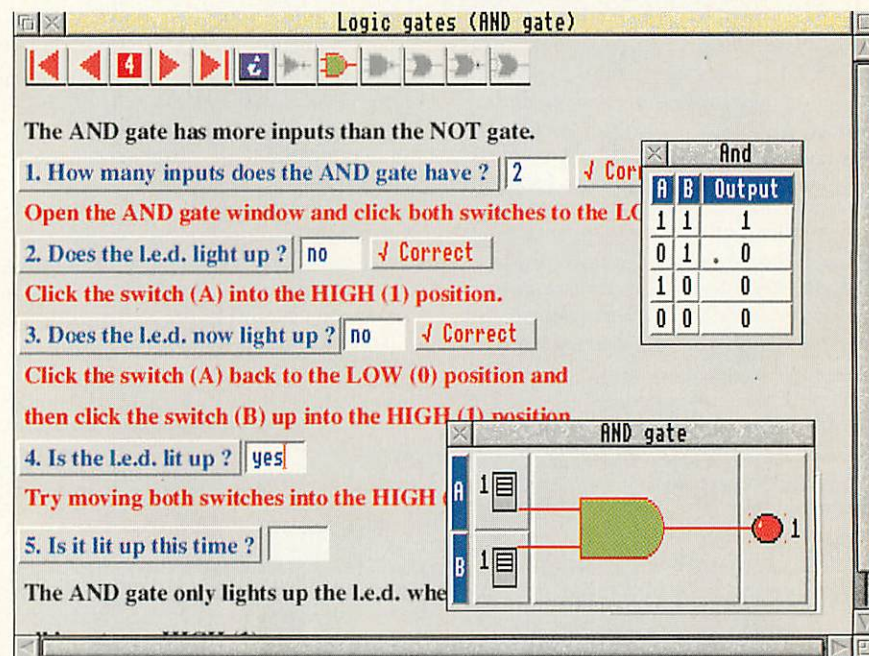 Logic gates (AND gate)
4 i
The AND gate has more inputs than the NOT gate.
1. How many inputs does the AND gate have ? 2 √ Corr
Open the AND gate window and click both switches to the LO
2. Does the l.e.d. light up ? no √ Correct
Click the switch (A) into the HIGH (1) position.
3. Does the l.e.d. now light up ? no √ Correct
Click the switch (A) back to the LOW (0) position and
then click the switch (B) up into the HIGH (1) position
4. Is the l.e.d. lit up ? yes
Try moving both switches into the HIGH
5. Is it lit up this time ?
The AND gate only lights up the l.e.d. whe
And
A B Output
1 1 1
0 1 0
1 0 0
0 0 0
AND gate
A 1
1
B 1